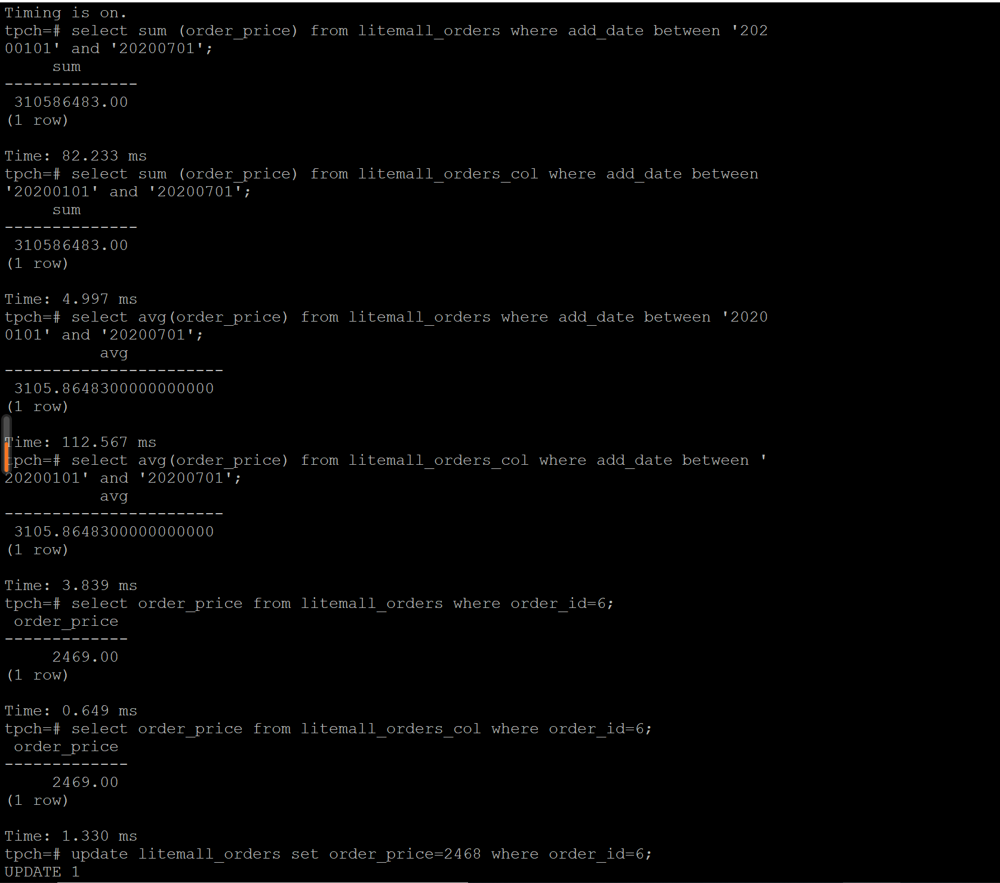 Timing is on.
tpch=# select sum (order_price) from litemall_orders where add_date between '202
00101' and '20200701';
     sum
--------------
 310586483.00
(1 row)

Time: 82.233 ms
tpch=# select sum (order_price) from litemall_orders_col where add_date between
'20200101' and '20200701';
     sum
--------------
 310586483.00
(1 row)

Time: 4.997 ms
tpch=# select avg(order_price) from litemall_orders where add_date between '2020
0101' and '20200701';
          avg
-----------------------
 3105.8648300000000000
(1 row)

Time: 112.567 ms
tpch=# select avg(order_price) from litemall_orders_col where add_date between '
20200101' and '20200701';
          avg
-----------------------
 3105.8648300000000000
(1 row)

Time: 3.839 ms
tpch=# select order_price from litemall_orders where order_id=6;
 order_price
-------------
     2469.00
(1 row)

Time: 0.649 ms
tpch=# select order_price from litemall_orders_col where order_id=6;
 order_price
-------------
     2469.00
(1 row)

Time: 1.330 ms
tpch=# update litemall_orders set order_price=2468 where order_id=6;
UPDATE 1